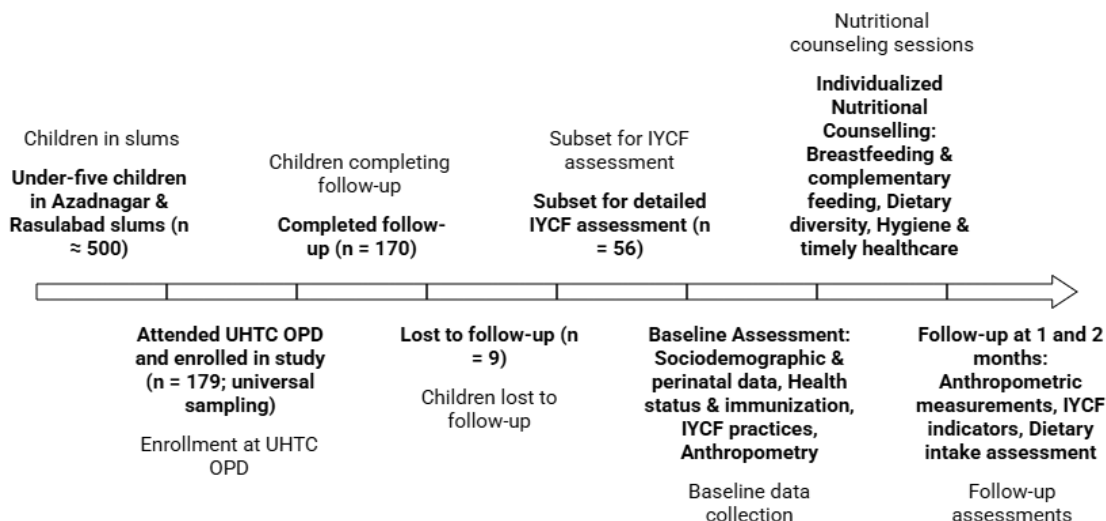 Children in slums
Under-five children
in Azadnagar &
Rasulabad slums (n
≈ 500)
Attended UHTC OPD
and enrolled in study
(n = 179; universal
sampling)
Enrollment at UHTC
OPD
Children completing
follow-up
Completed follow-
up (n = 170)
Lost to follow-up (n
= 9)
Children lost to
follow-up
Subset for IYCF
assessment
Subset for detailed
IYCF assessment (n
= 56)
Baseline Assessment:
Sociodemographic &
perinatal data, Health
status & immunization,
IYCF practices,
Anthropometry
Baseline data
collection
Nutritional
counseling sessions
Individualized
Nutritional
Counselling:
Breastfeeding &
complementary
feeding, Dietary
diversity, Hygiene &
timely healthcare
Follow-up at 1 and 2
months:
Anthropometric
measurements, IYCF
indicators, Dietary
intake assessment
Follow-up
assessments